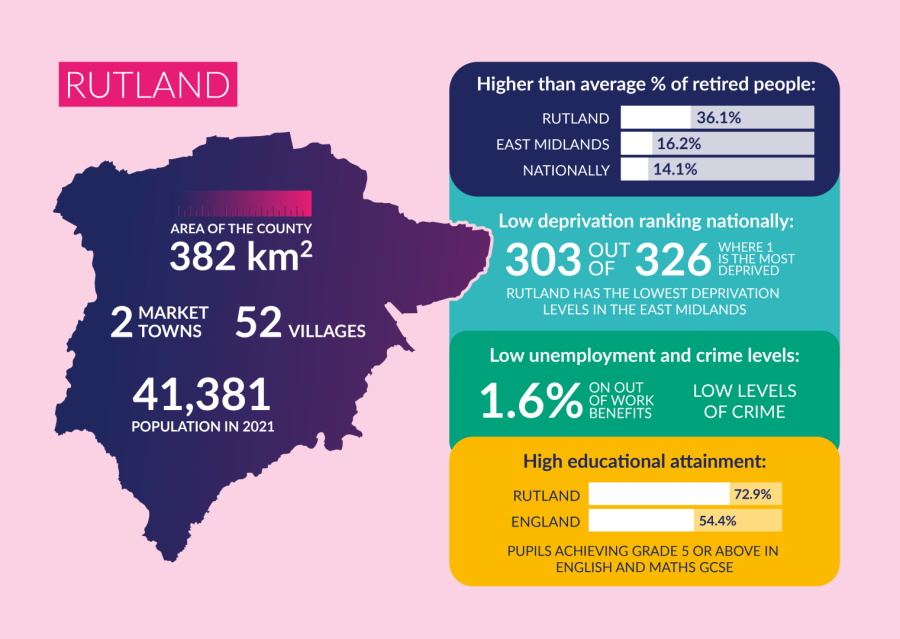 RUTLAND
AREA OF THE COUNTY
382 km²
2 MARKET
TOWNS
52 VILLAGES
41,381
POPULATION IN 2021
Higher than average % of retired people:
RUTLAND 36.1%
EAST MIDLANDS 16.2%
NATIONALLY 14.1%
Low deprivation ranking nationally:
303 OUT
OF 326 WHERE 1
IS THE MOST
DEPRIVED
RUTLAND HAS THE LOWEST DEPRIVATION
LEVELS IN THE EAST MIDLANDS
Low unemployment and crime levels:
1.6% ON OUT
OF WORK
BENEFITS
LOW LEVELS
OF CRIME
High educational attainment:
RUTLAND 72.9%
ENGLAND 54.4%
PUPILS ACHIEVING GRADE 5 OR ABOVE IN
ENGLISH AND MATHS GCSE